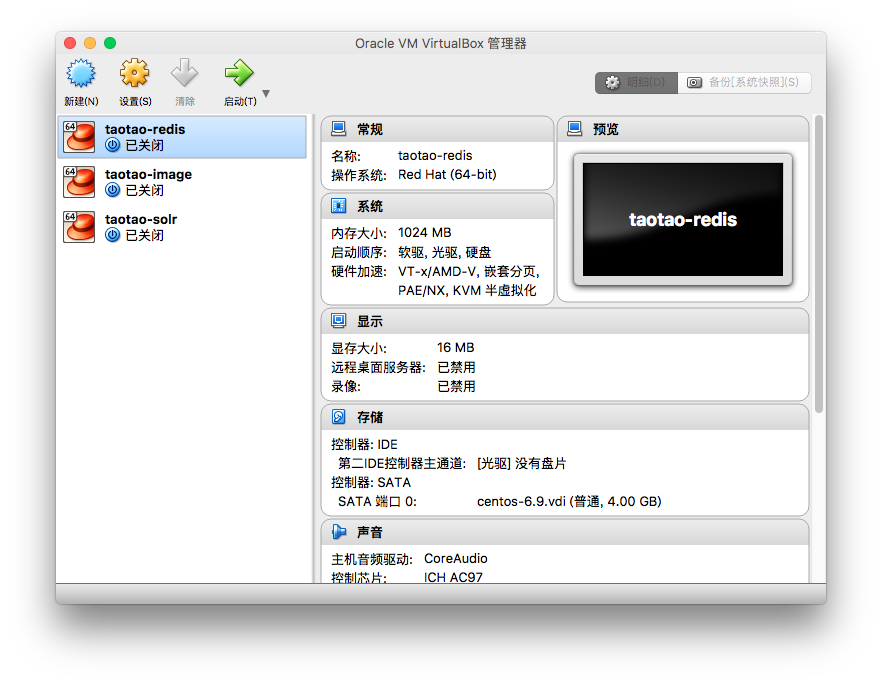 Oracle VM VirtualBox 管理器
新建(N)
设置(S)
清除
启动(T)
明细(D)
备份[系统快照](S)
64
taotao-redis
已关闭
64
taotao-image
已关闭
64
taotao-solr
已关闭
常规
名称: taotao-redis
操作系统: Red Hat (64-bit)
系统
内存大小: 1024 MB
启动顺序: 软驱, 光驱, 硬盘
硬件加速: VT-x/AMD-V, 嵌套分页,
PAE/NX, KVM 半虚拟化
预览
taotao-redis
显示
显存大小: 16 MB
远程桌面服务器: 已禁用
录像: 已禁用
存储
控制器: IDE
第二IDE控制器主通道: [光驱] 没有盘片
控制器: SATA
SATA 端口 0: centos-6.9.vdi (普通, 4.00 GB)
声音
主机音频驱动: CoreAudio
控制芯片: ICH AC97